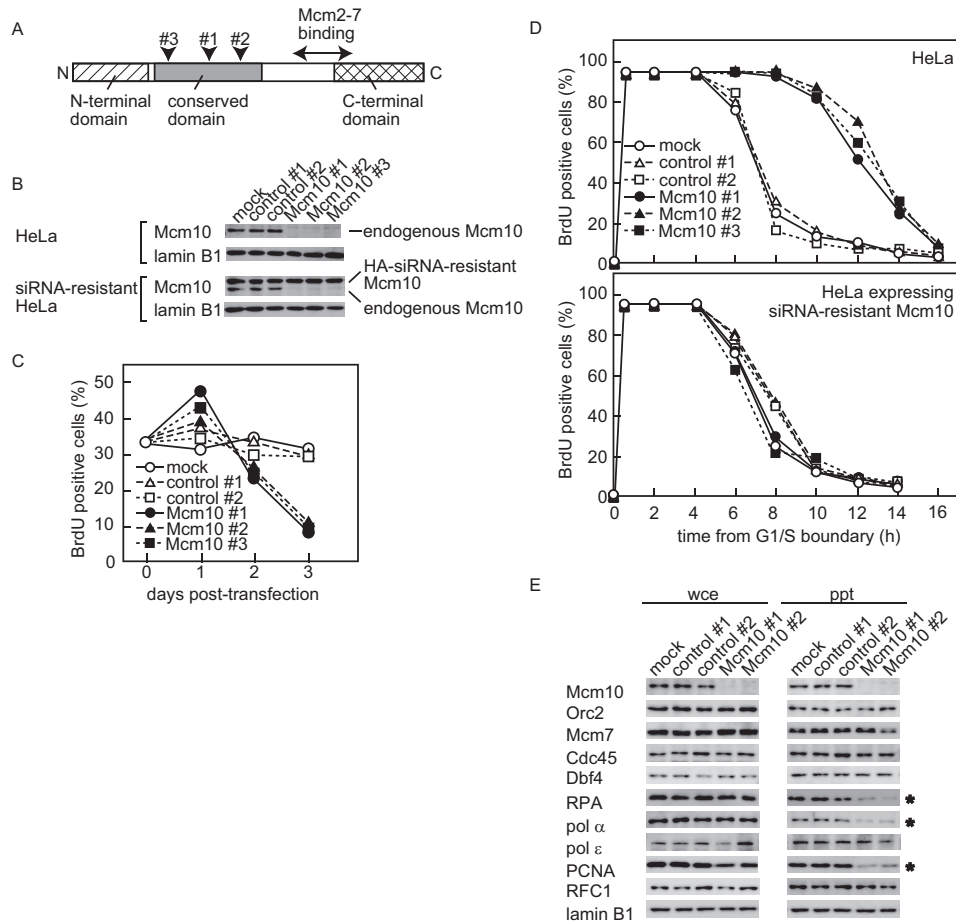 A
Mcm2-7
binding
#3 #1 #2
N C
N-terminal
domain
conserved
domain
C-terminal
domain
B
mock
control #1
control #2
Mcm10 #1
Mcm10 #2
Mcm10 #3
HeLa
Mcm10
endogenous Mcm10
lamin B1
siRNA-resistant
HeLa
Mcm10
HA-siRNA-resistant
Mcm10
endogenous Mcm10
lamin B1
C
BrdU positive cells (%)
50
40
30
20
10
0
mock
control #1
control #2
Mcm10 #1
Mcm10 #2
Mcm10 #3
0 1 2 3
days post-transfection
D
HeLa
BrdU positive cells (%)
100
80
60
40
20
0
mock
control #1
control #2
Mcm10 #1
Mcm10 #2
Mcm10 #3
HeLa expressing
siRNA-resistant Mcm10
BrdU positive cells (%)
100
80
60
40
20
0
0 2 4 6 8 10 12 14 16
time from G1/S boundary (h)
E
wce ppt
mock
control #1
control #2
Mcm10 #1
Mcm10 #2
mock
control #1
control #2
Mcm10 #1
Mcm10 #2
Mcm10
Orc2
Mcm7
Cdc45
Dbf4
RPA *
pol α *
pol ε
PCNA *
RFC1
lamin B1